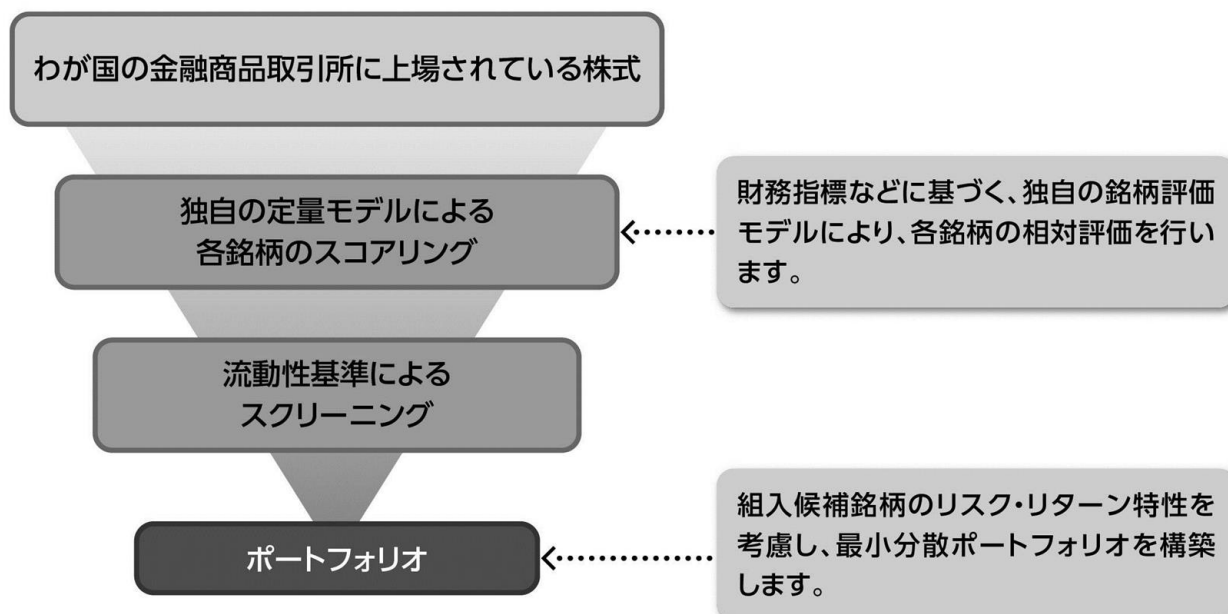 わが国の金融商品取引所に上場されている株式
独自の定量モデルによる
各銘柄のスコアリング
財務指標などに基づく、独自の銘柄評価
モデルにより、各銘柄の相対評価を行い
ます。
流動性基準による
スクリーニング
ポートフォリオ
組入候補銘柄のリスク・リターン特性を
考慮し、最小分散ポートフォリオを構築
します。